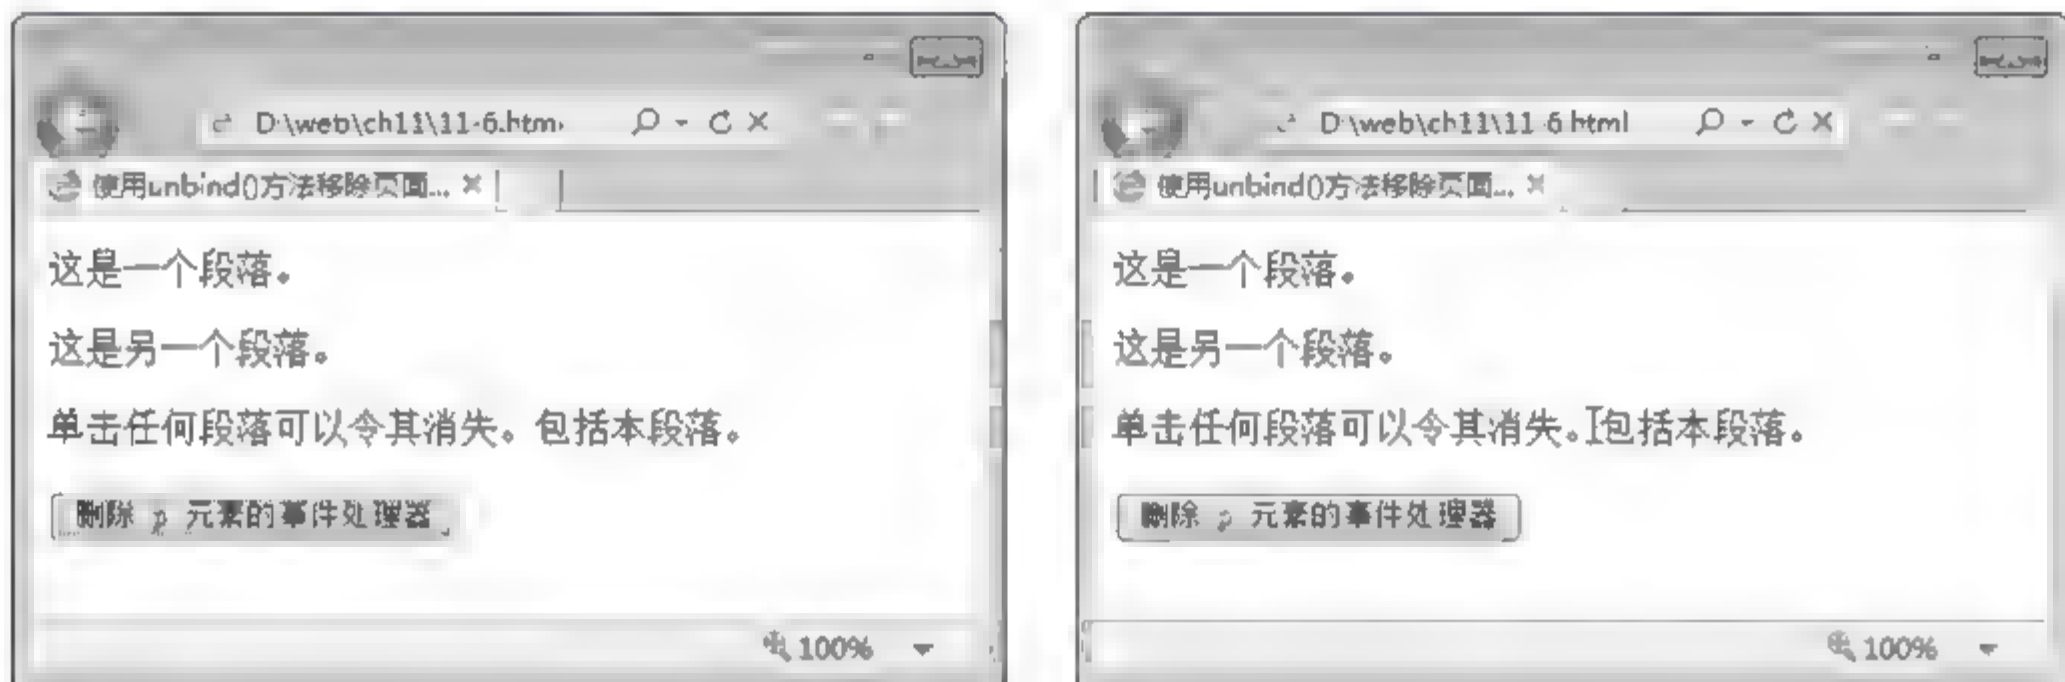 D:\web\ch11\11-6.htm
使用unbind()方法移除页面...
这是一个段落。
这是另一个段落。
单击任何段落可以令其消失。包括本段落。
删除 p 元素的事件处理器
100%
D:\web\ch11\11-6.html
使用unbind()方法移除页面...
这是一个段落。
这是另一个段落。
单击任何段落可以令其消失。包括本段落。
删除 p 元素的事件处理器
100%